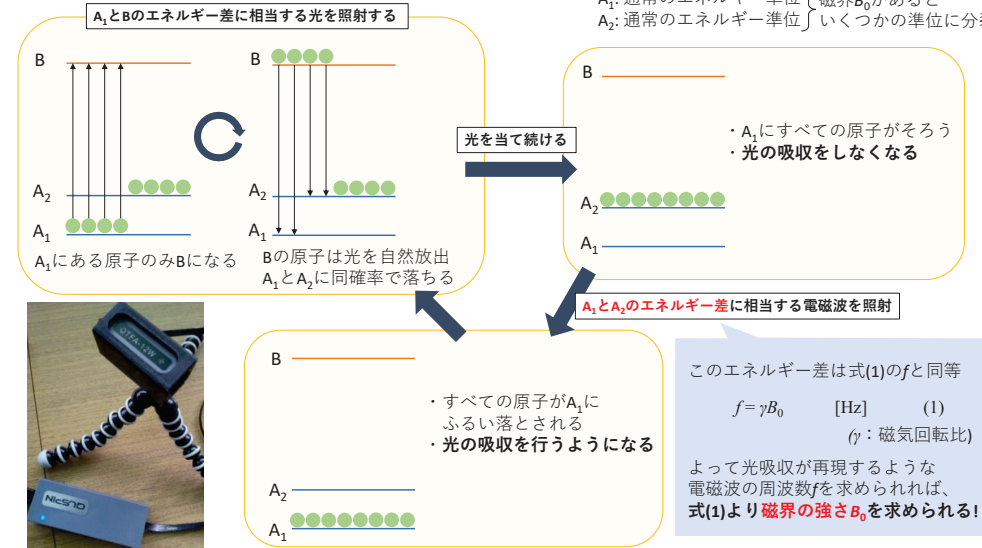 A₁とBのエネルギー差に相当する光を照射する
A₁: 通常のエネルギー準位
磁界B₀があると
A₂: 通常のエネルギー準位
いくつかの準位に分
B
A₂
A₁
A₁にある原子のみBになる
B
A₂
A₁
Bの原子は光を自然放出
A₁とA₂に同確率で落ちる
光を当て続ける
B
・A₁にすべての原子がそろう
・光の吸収をしなくなる
A₂
A₁
A₁とA₂のエネルギー差に相当する電磁波を照射
B
・すべての原子がA₁に
ふるい落とされる
・光の吸収を行うようになる
A₂
A₁
このエネルギー差は式(1)のfと同等
f = γB₀ [Hz] (1)
(γ：磁気回転比)
よって光吸収が再現するような
電磁波の周波数fを求められれば、
式(1)より磁界の強さB₀を求められる!
QTFA-12W